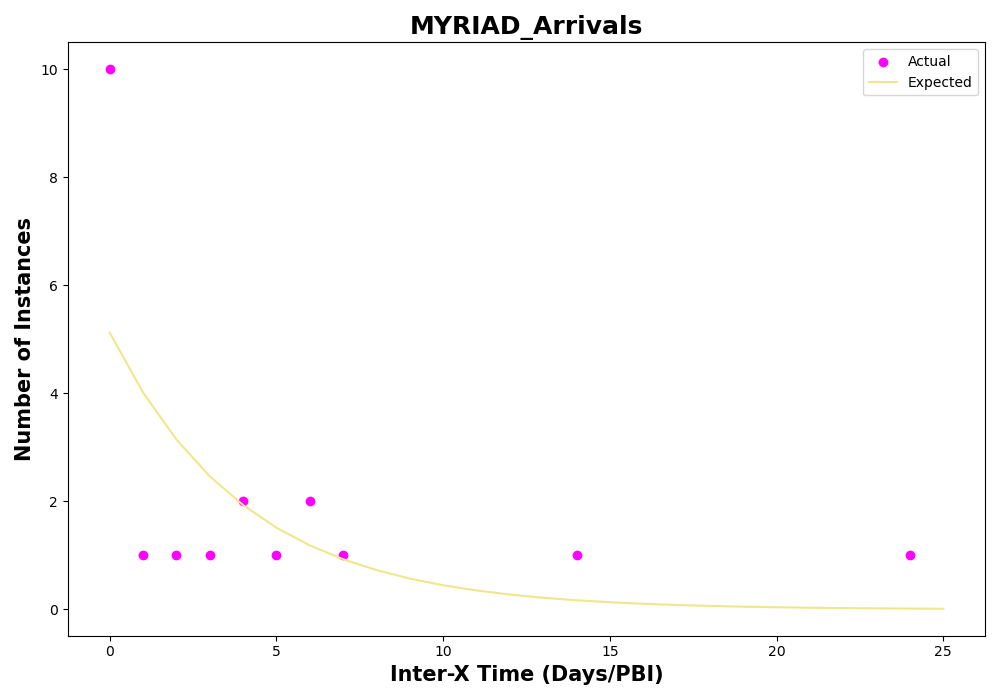 MYRIAD_Arrivals
Actual
Expected
Number of Instances
10
8
6
4
2
0
0
5
10
15
20
25
Inter-X Time (Days/PBI)